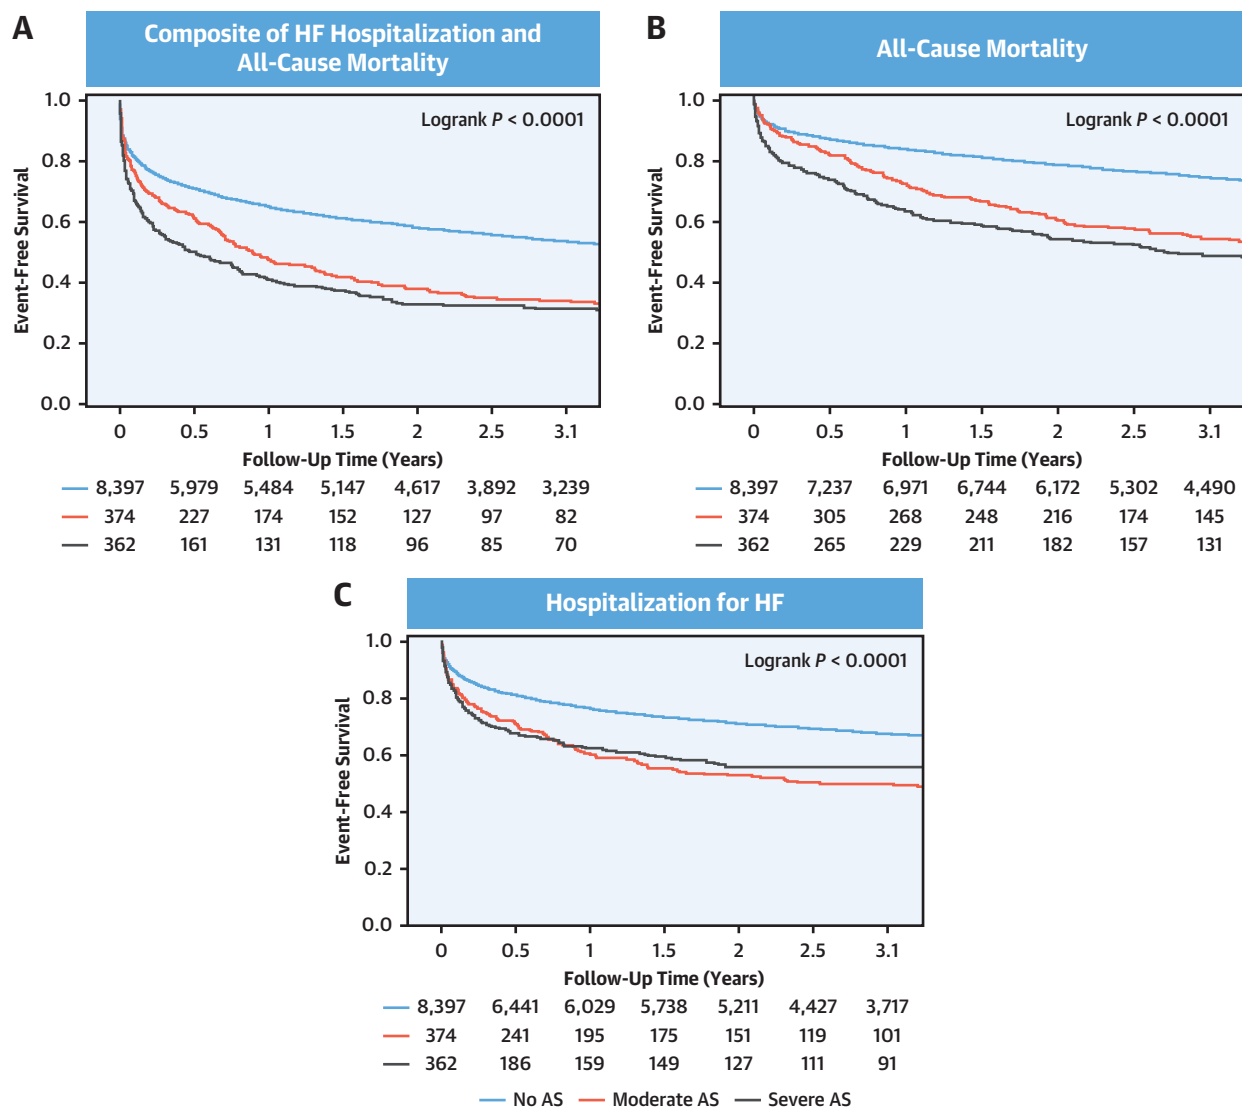 A
Composite of HF Hospitalization and
All-Cause Mortality
Logrank P < 0.0001
Event-Free Survival
1.0
0.8
0.6
0.4
0.2
0.0
0 0.5 1 1.5 2 2.5 3.1
Follow-Up Time (Years)
8,397 5,979 5,484 5,147 4,617 3,892 3,239
374 227 174 152 127 97 82
362 161 131 118 96 85 70
B
All-Cause Mortality
Logrank P < 0.0001
Event-Free Survival
1.0
0.8
0.6
0.4
0.2
0.0
0 0.5 1 1.5 2 2.5 3.1
Follow-Up Time (Years)
8,397 7,237 6,971 6,744 6,172 5,302 4,490
374 305 268 248 216 174 145
362 265 229 211 182 157 131
C
Hospitalization for HF
Logrank P < 0.0001
Event-Free Survival
1.0
0.8
0.6
0.4
0.2
0.0
0 0.5 1 1.5 2 2.5 3.1
Follow-Up Time (Years)
8,397 6,441 6,029 5,738 5,211 4,427 3,717
374 241 195 175 151 119 101
362 186 159 149 127 111 91
No AS Moderate AS Severe AS